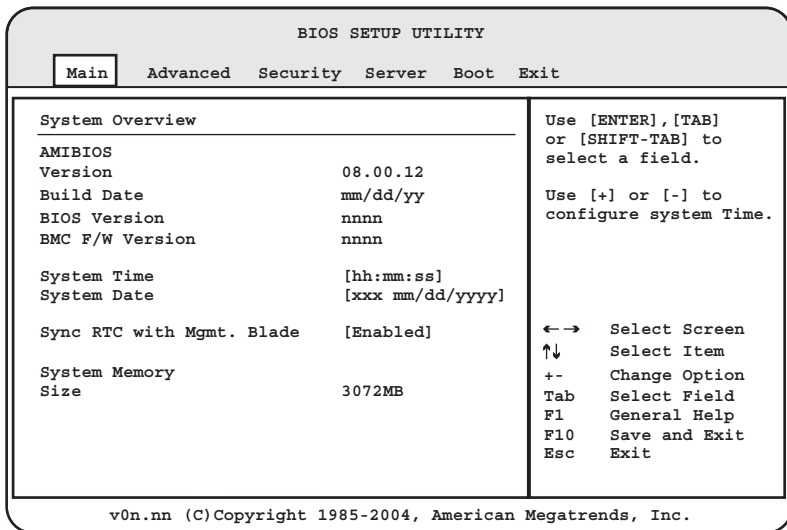 BIOS SETUP UTILITY
Main Advanced Security Server Boot Exit
System Overview
AMIBIOS
Version 08.00.12
Build Date mm/dd/yy
BIOS Version nnnn
BMC F/W Version nnnn
System Time [hh:mm:ss]
System Date [xxx mm/dd/yyyy]
Sync RTC with Mgmt. Blade [Enabled]
System Memory
Size 3072MB
Use [ENTER],[TAB]
or [SHIFT-TAB] to
select a field.
Use [+] or [-] to
configure system Time.
←→ Select Screen
↑↓ Select Item
+- Change Option
Tab Select Field
F1 General Help
F10 Save and Exit
Esc Exit
v0n.nn (C)Copyright 1985-2004, American Megatrends, Inc.